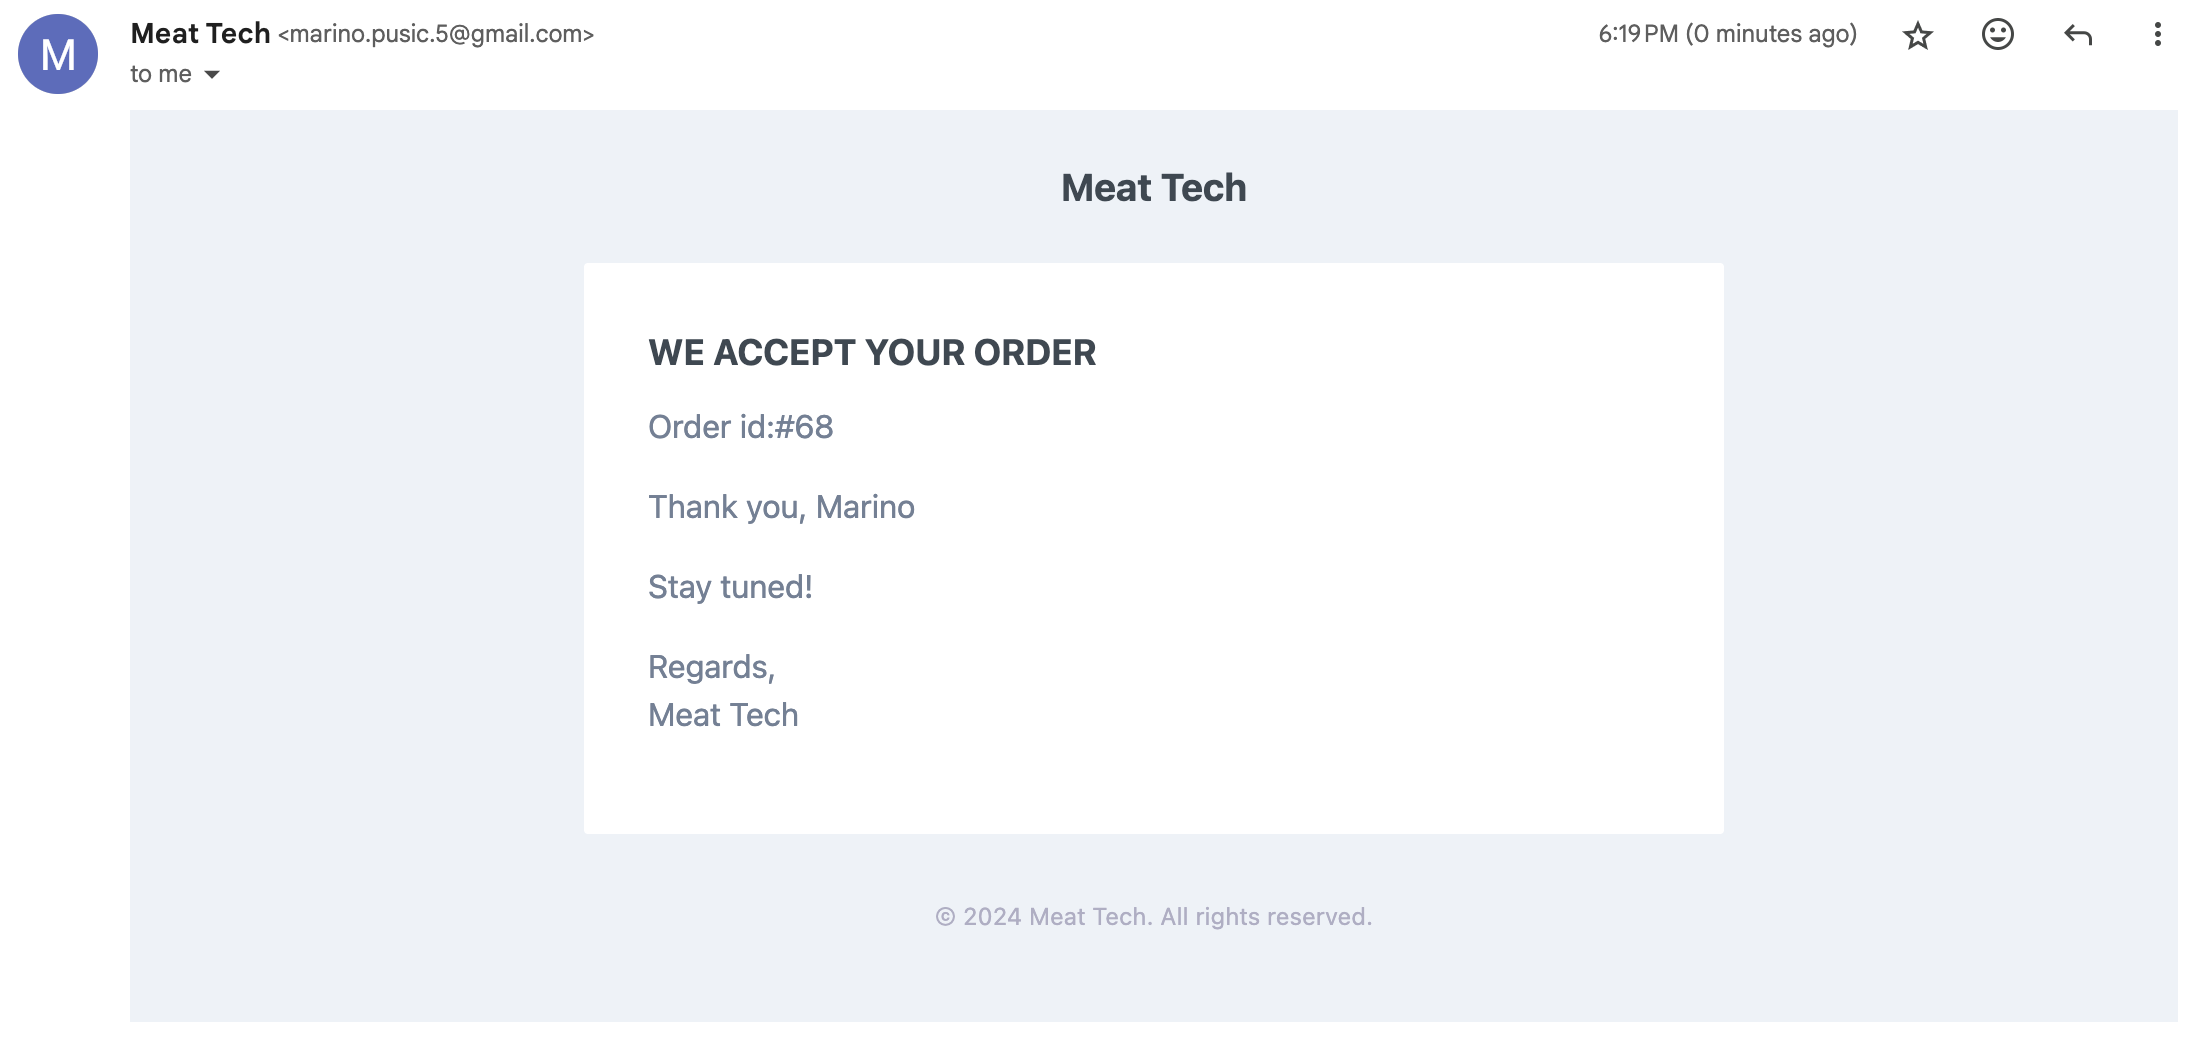 M
Meat Tech <marino.pusic.5@gmail.com>
6:19 PM (0 minutes ago)
to me
Meat Tech
WE ACCEPT YOUR ORDER
Order id:#68
Thank you, Marino
Stay tuned!
Regards,
Meat Tech
© 2024 Meat Tech. All rights reserved.